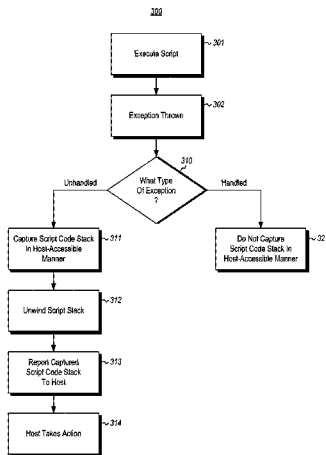 300
Execute Script
301
Exception Thrown
302
310
What Type
Of Exception
?
Unhandled
Handled
Capture Script Code Stack
In Host-Accessible
Manner
311
Do Not Capture
Script Code Stack In
Host-Accessible Manner
32
Unwind Script Stack
312
Report Captured
Script Code Stack
To Host
313
Host Takes Action
314